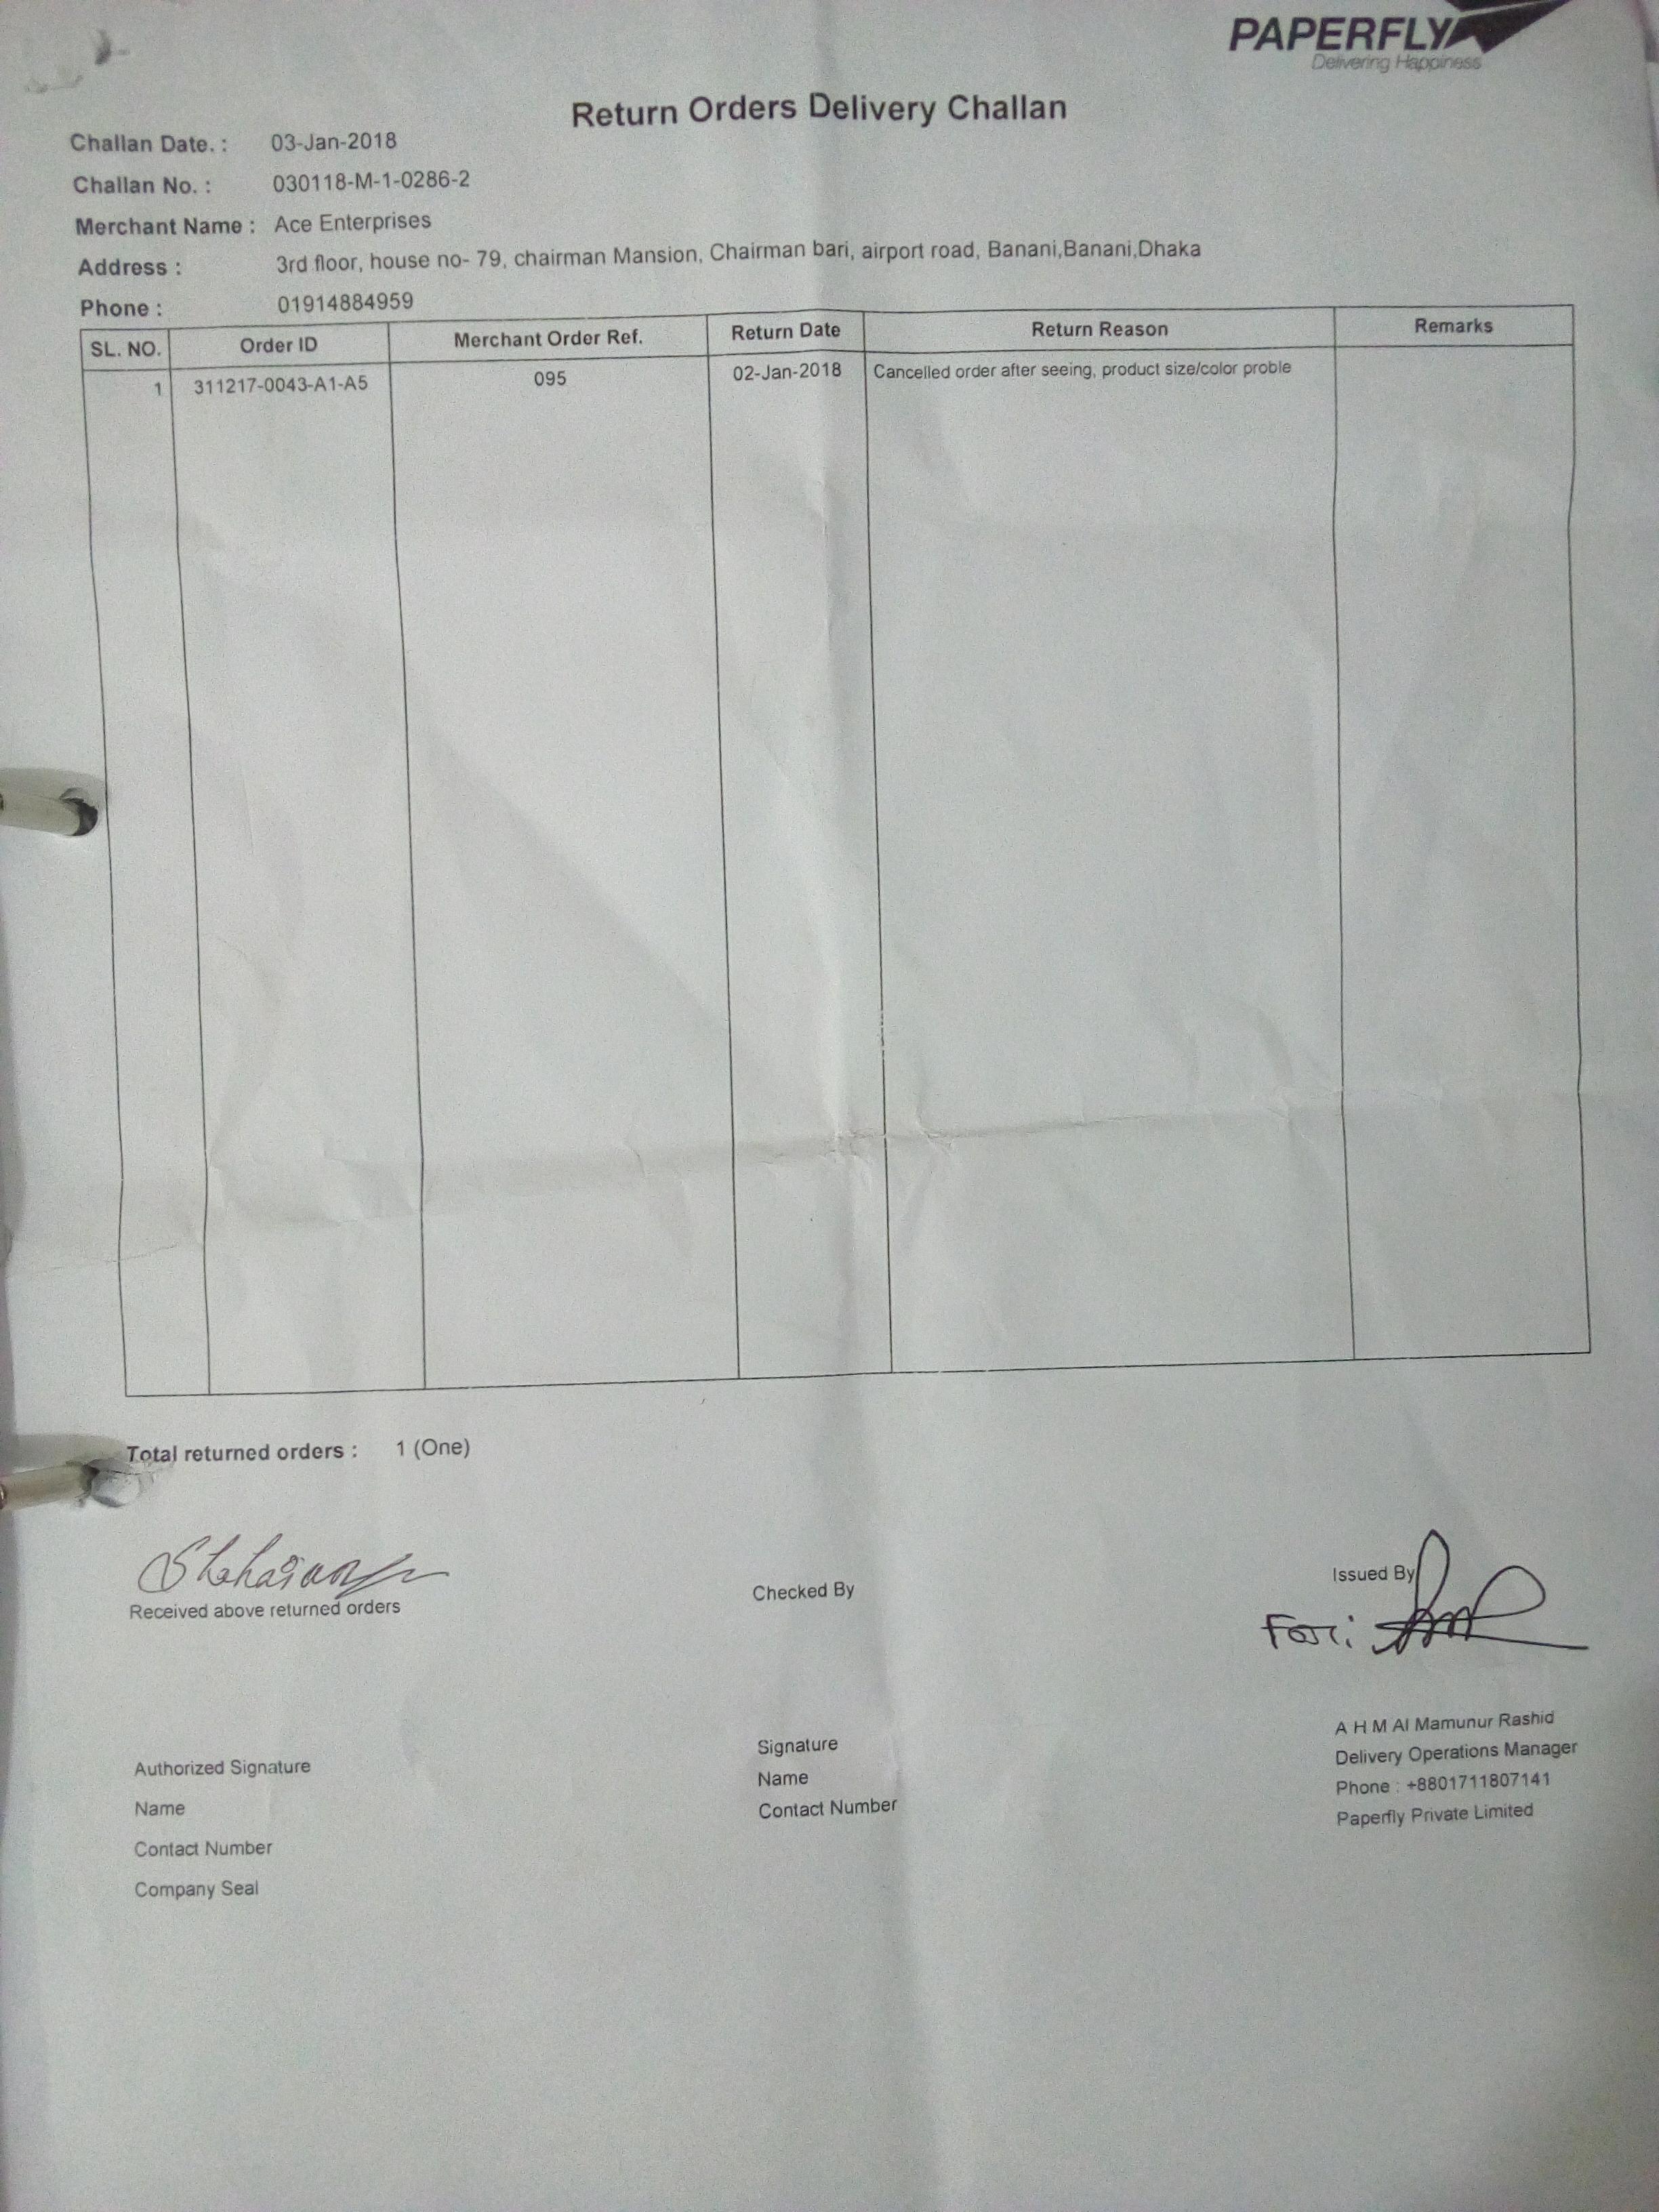 PAPERFLY
Delivering Happiness
Return Orders Delivery Challan
Challan Date. : 03-Jan-2018
Challan No. : 030118-M-1-0286-2
Merchant Name : Ace Enterprises
Address : 3rd floor, house no- 79, chairman Mansion, Chairman bari, airport road, Banani,Banani,Dhaka
Phone : 01914884959
SL. NO. Order ID Merchant Order Ref. Return Date Return Reason Remarks
1 311217-0043-A1-A5 095 02-Jan-2018 Cancelled order after seeing, product size/color proble
Total returned orders : 1 (One)
Received above returned orders
Checked By
Issued By
For:
Authorized Signature
Name
Contact Number
Company Seal
Signature
Name
Contact Number
A H M Al Mamunur Rashid
Delivery Operations Manager
Phone : +8801711807141
Paperfly Private Limited